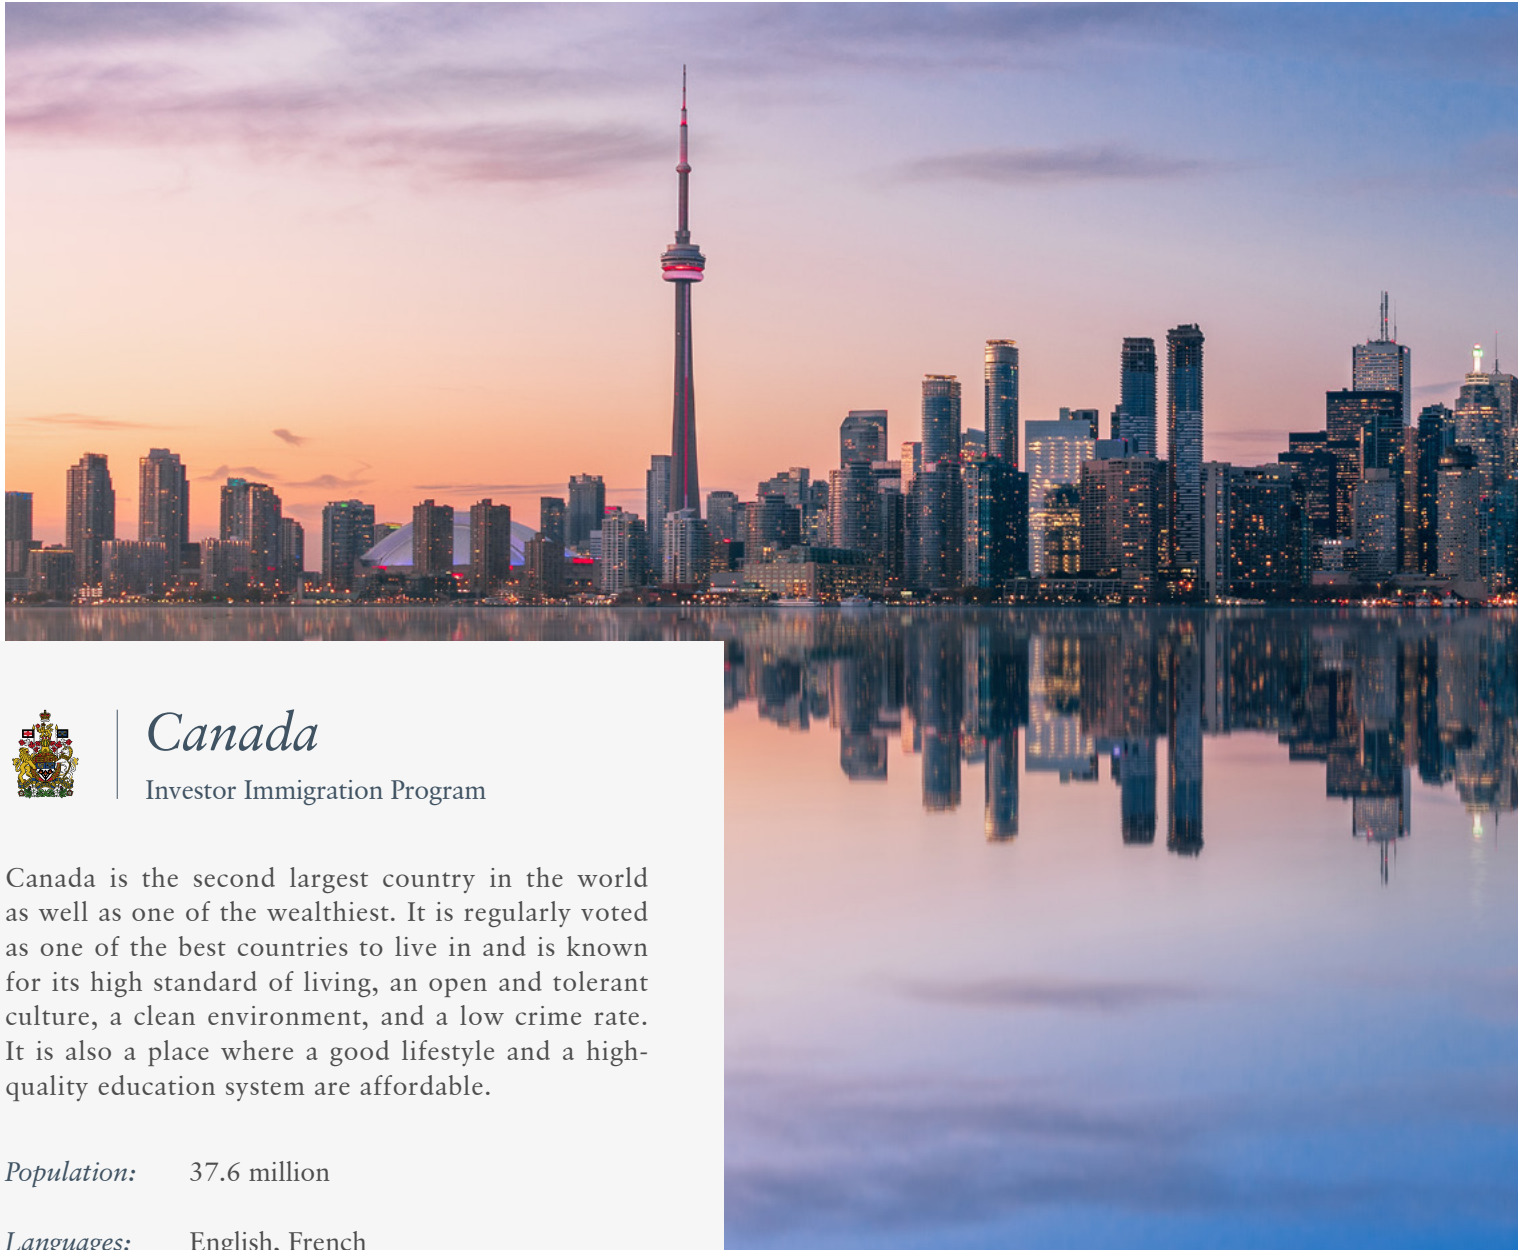 Canada
Investor Immigration Program
Canada is the second largest country in the world
as well as one of the wealthiest. It is regularly voted
as one of the best countries to live in and is known
for its high standard of living, an open and tolerant
culture, a clean environment, and a low crime rate.
It is also a place where a good lifestyle and a high-
quality education system are affordable.
Population: 37.6 million
Languages: English, French